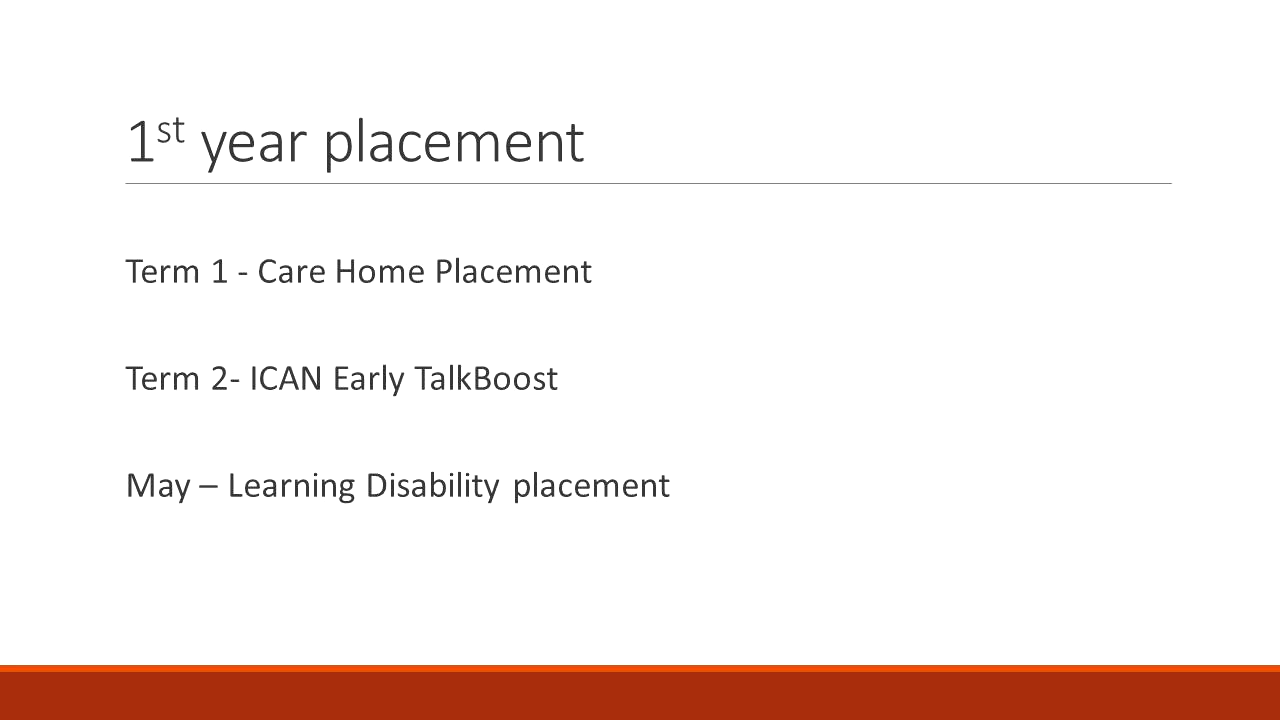 1st year placement
Term 1 - Care Home Placement
Term 2- ICAN Early TalkBoost
May – Learning Disability placement